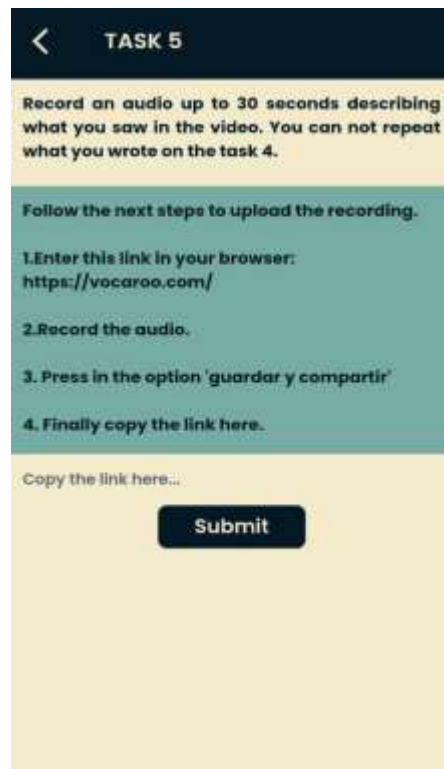 TASK 5
Record an audio up to 30 seconds describing
what you saw in the video. You can not repeat
what you wrote on the task 4.
Follow the next steps to upload the recording.
1.Enter this link in your browser:
https://vocaroo.com/
2.Record the audio.
3. Press in the option 'guardar y compartir'
4. Finally copy the link here.
Copy the link here...
Submit